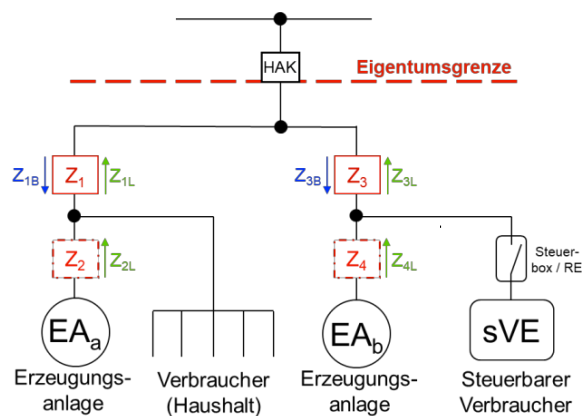 HAK
Eigentumsgrenze
Z1B
Z1
Z1L
Z3B
Z3
Z3L
Z2
Z2L
Z4
Z4L
Steuer-
box / RE
EAa
EAb
sVE
Erzeugungs-
anlage
Verbraucher
(Haushalt)
Erzeugungs-
anlage
Steuerbarer
Verbraucher